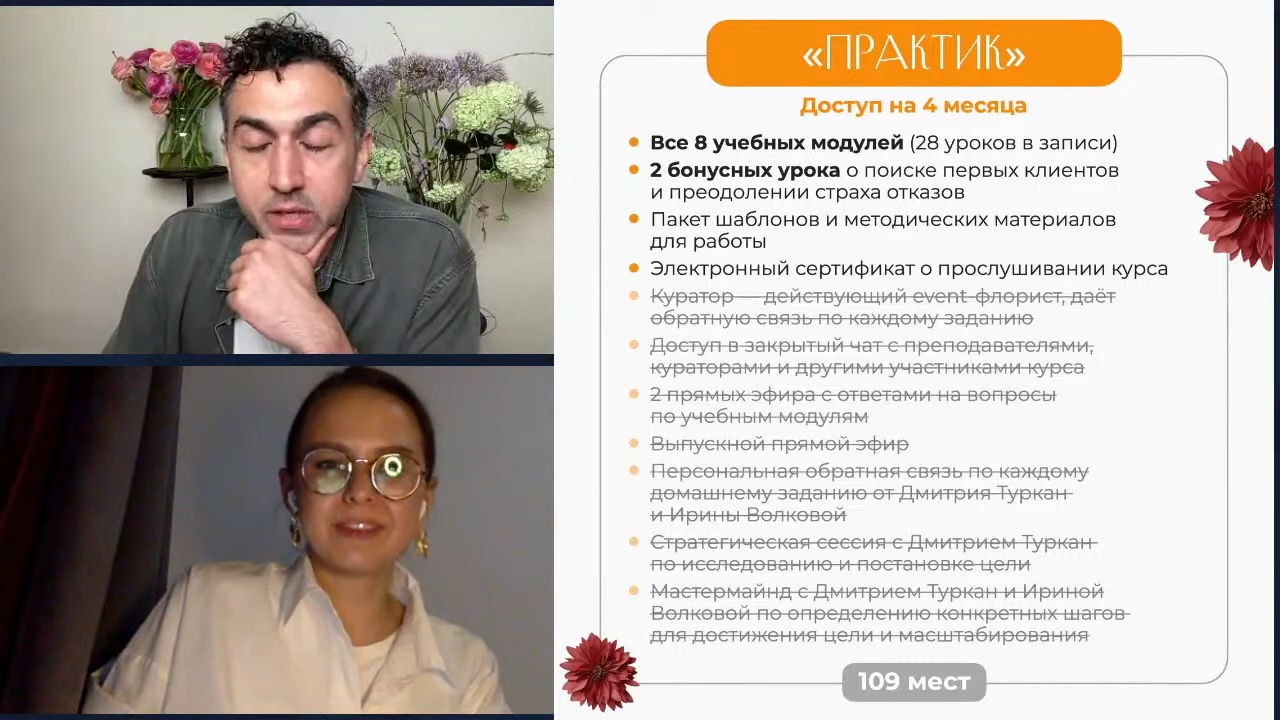 «ПРАКТИК»
Доступ на 4 месяца
Все 8 учебных модулей (28 уроков в записи)
2 бонусных урока о поиске первых клиентов
и преодолении страха отказов
Пакет шаблонов и методических материалов
для работы
Электронный сертификат о прослушивании курса
Куратор — действующий event-флорист, даёт
обратную связь по каждому заданию
Доступ в закрытый чат с преподавателями,
кураторами и другими участниками курса
2 прямых эфира с ответами на вопросы
по учебным модулям
Выпускной прямой эфир
Персональная обратная связь по каждому
домашнему заданию от Дмитрия Туркан
и Ирины Волковой
Стратегическая сессия с Дмитрием Туркан
по исследованию и постановке цели
Мастермайнд с Дмитрием Туркан и Ириной
Волковой по определению конкретных шагов
для достижения цели и масштабирования
109 мест